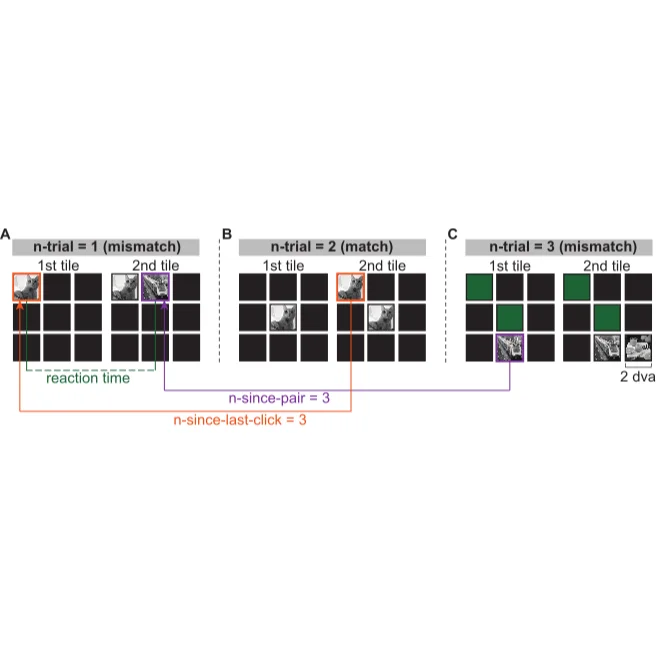 A
n-trial = 1 (mismatch)
1st tile 2nd tile
reaction time
B
n-trial = 2 (match)
1st tile 2nd tile
C
n-trial = 3 (mismatch)
1st tile 2nd tile
2 dva
n-since-pair = 3
n-since-last-click = 3